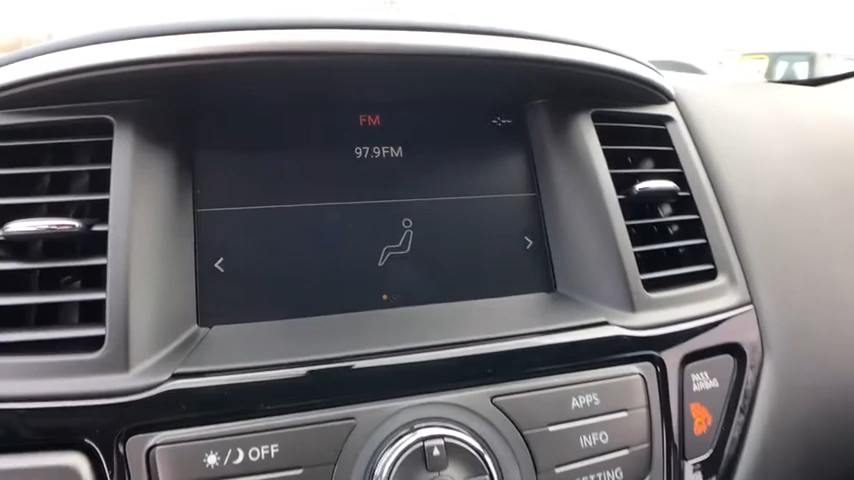 FM
--:--
97.9FM
APPS
PASS
AIRBAG
INFO
OFF
SETTING